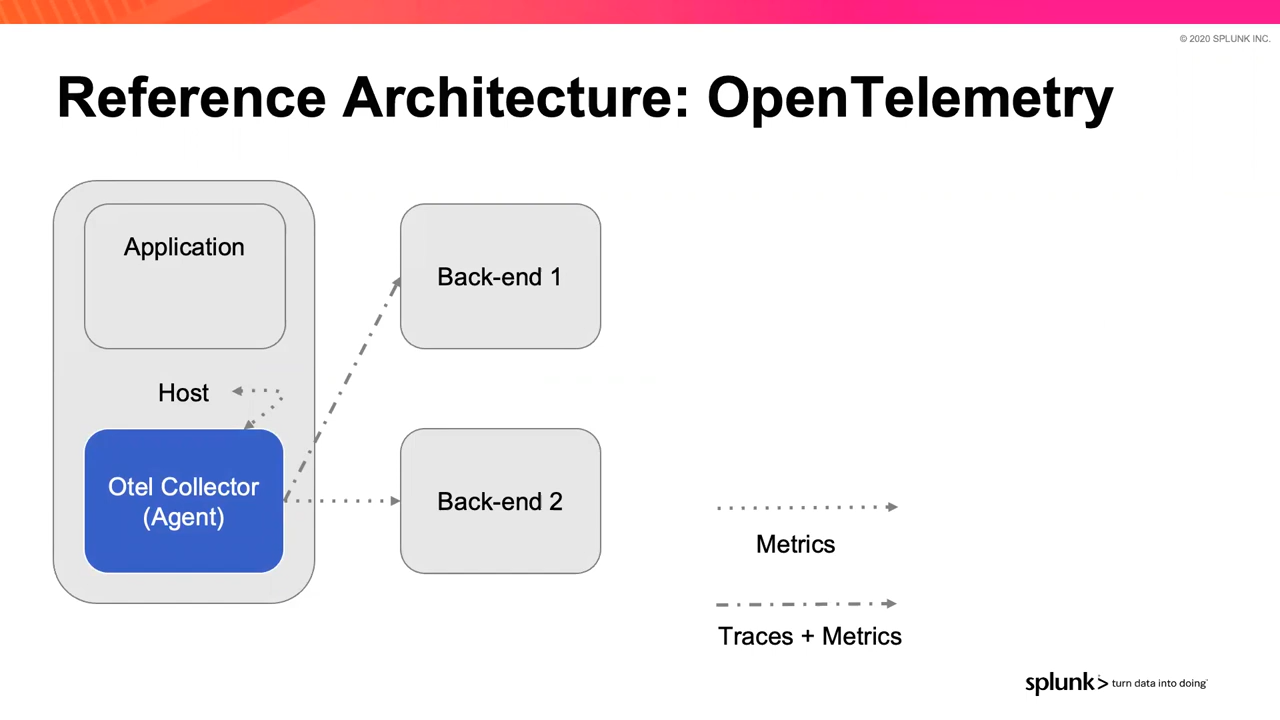 © 2020 SPLUNK INC.
Reference Architecture: OpenTelemetry
Application
Host
Otel Collector
(Agent)
Back-end 1
Back-end 2
Metrics
Traces + Metrics
splunk> turn data into doing